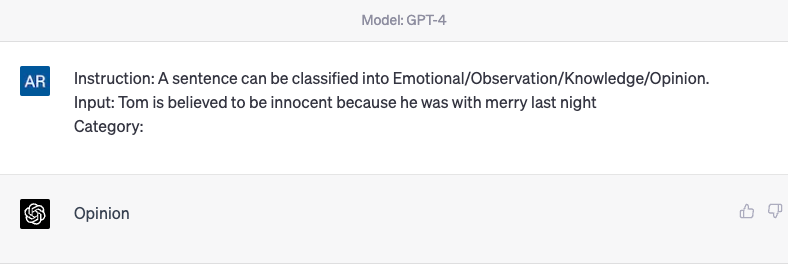 Model: GPT-4
AR
Instruction: A sentence can be classified into Emotional/Observation/Knowledge/Opinion.
Input: Tom is believed to be innocent because he was with merry last night
Category:
Opinion